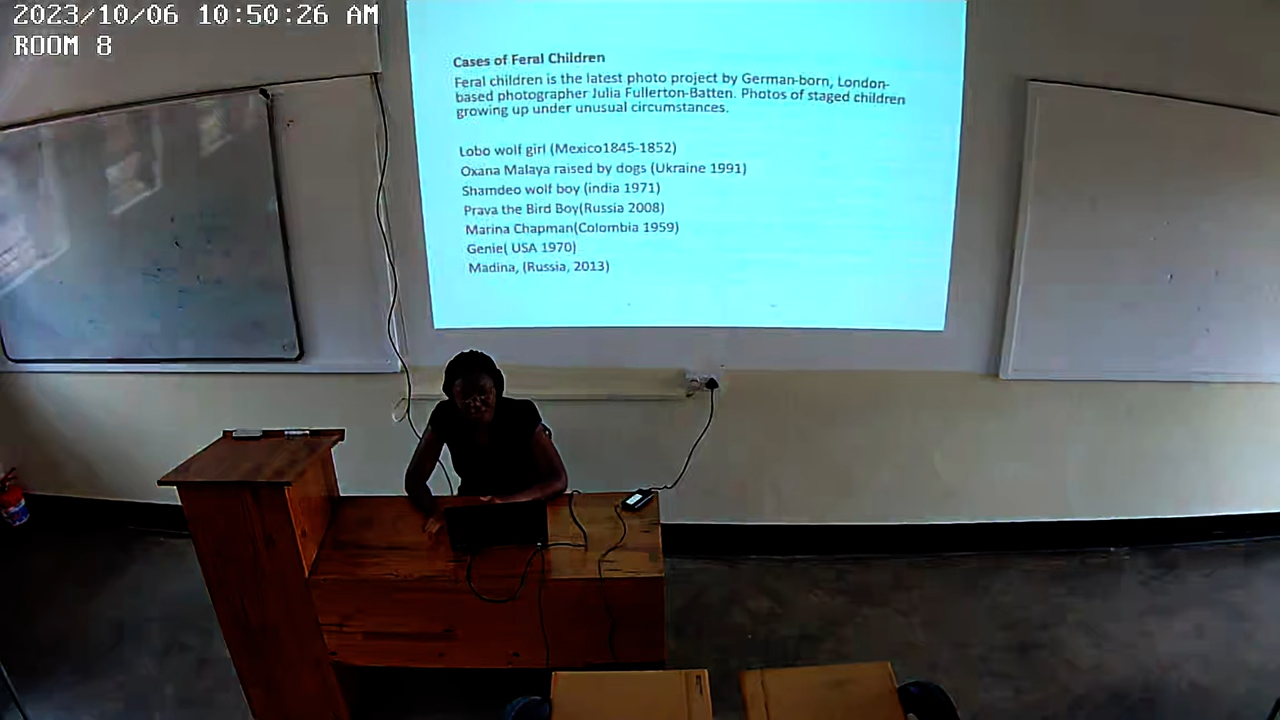 2023/10/06 10:50:26 AM
ROOM 8
Cases of Feral Children
Feral children is the latest photo project by German-born, London-
based photographer Julia Fullerton-Batten. Photos of staged children
growing up under unusual circumstances.
Lobo wolf girl (Mexico1845-1852)
Oxana Malaya raised by dogs (Ukraine 1991)
Shamdeo wolf boy (india 1971)
Prava the Bird Boy(Russia 2008)
Marina Chapman(Colombia 1959)
Genie( USA 1970)
Madina, (Russia, 2013)